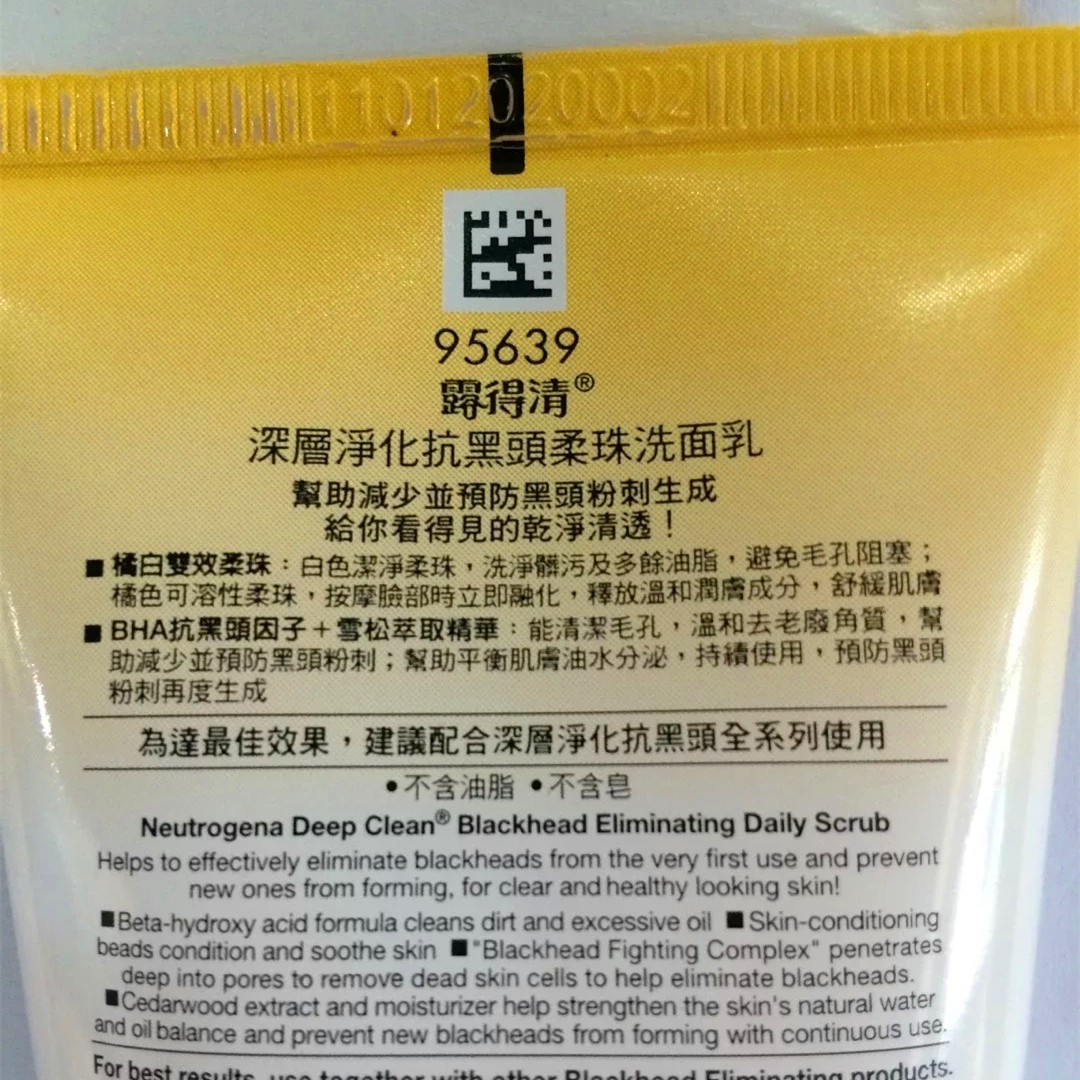 11012020002
95639
露得清®
深層淨化抗黑頭柔珠洗面乳
幫助減少並預防黑頭粉刺生成
給你看得見的乾淨清透！
■ 橘白雙效柔珠：白色潔淨柔珠，洗淨髒污及多餘油脂，避免毛孔阻塞；
橘色可溶性柔珠，按摩臉部時立即融化，釋放溫和潤膚成分，舒緩肌膚
■ BHA抗黑頭因子＋雪松萃取精華：能清潔毛孔，溫和去老廢角質，幫
助減少並預防黑頭粉刺；幫助平衡肌膚油水分泌，持續使用，預防黑頭
粉刺再度生成
為達最佳效果，建議配合深層淨化抗黑頭全系列使用
•不含油脂 •不含皂
Neutrogena Deep Clean® Blackhead Eliminating Daily Scrub
Helps to effectively eliminate blackheads from the very first use and prevent
new ones from forming, for clear and healthy looking skin!
■Beta-hydroxy acid formula cleans dirt and excessive oil ■Skin-conditioning
beads condition and soothe skin ■"Blackhead Fighting Complex" penetrates
deep into pores to remove dead skin cells to help eliminate blackheads.
■Cedarwood extract and moisturizer help strengthen the skin's natural water
and oil balance and prevent new blackheads from forming with continuous use.
For best results, use together with other Blackhead Eliminating products.